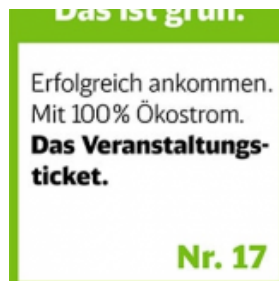 Das ist grün.
Erfolgreich ankommen.
Mit 100% Ökostrom.
Das Veranstaltungs-
ticket.
Nr. 17